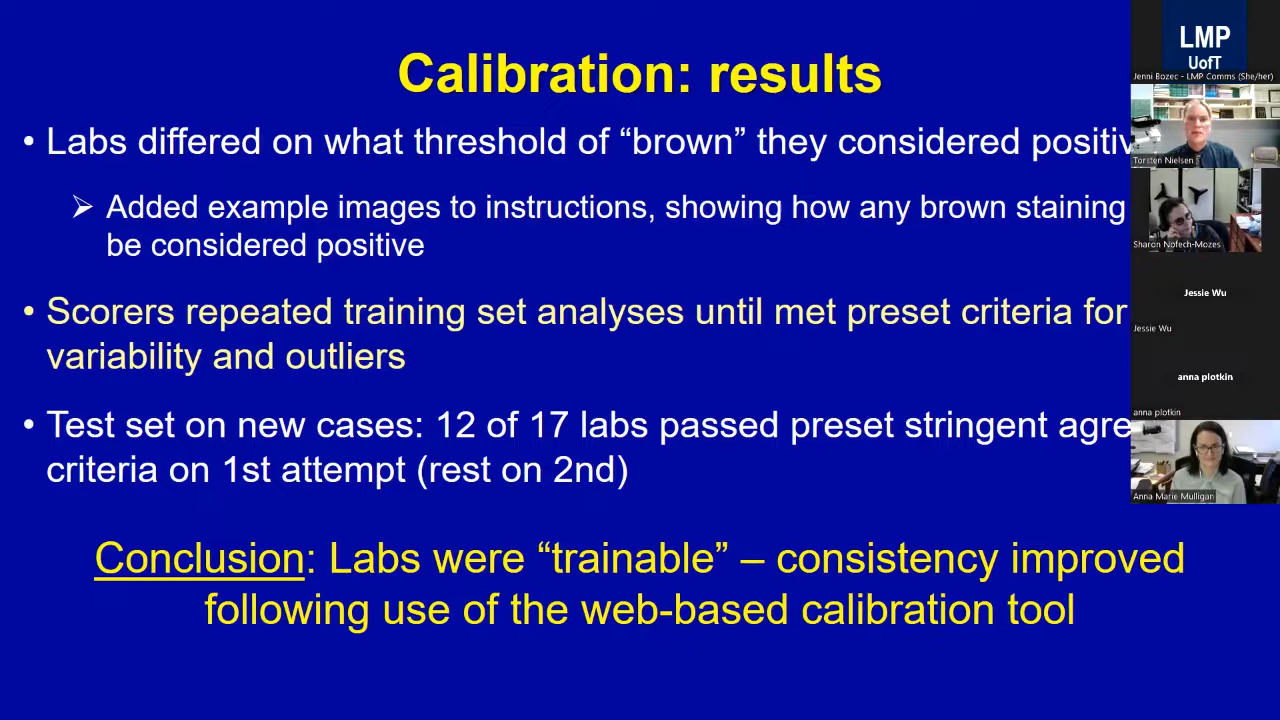 Calibration: results
• Labs differed on what threshold of “brown” they considered positiv
➢ Added example images to instructions, showing how any brown staining
be considered positive
• Scorers repeated training set analyses until met preset criteria for
variability and outliers
• Test set on new cases: 12 of 17 labs passed preset stringent agre
criteria on 1st attempt (rest on 2nd)
Conclusion: Labs were “trainable” – consistency improved
following use of the web-based calibration tool
LMP
UofT
Jenni Bozec - LMP Comms (She/her)
Torsten Nielsen
Sharon Nofech-Mozes
Jessie Wu
Jessie Wu
anna plotkin
anna plotkin
Anna Marie Mulligan